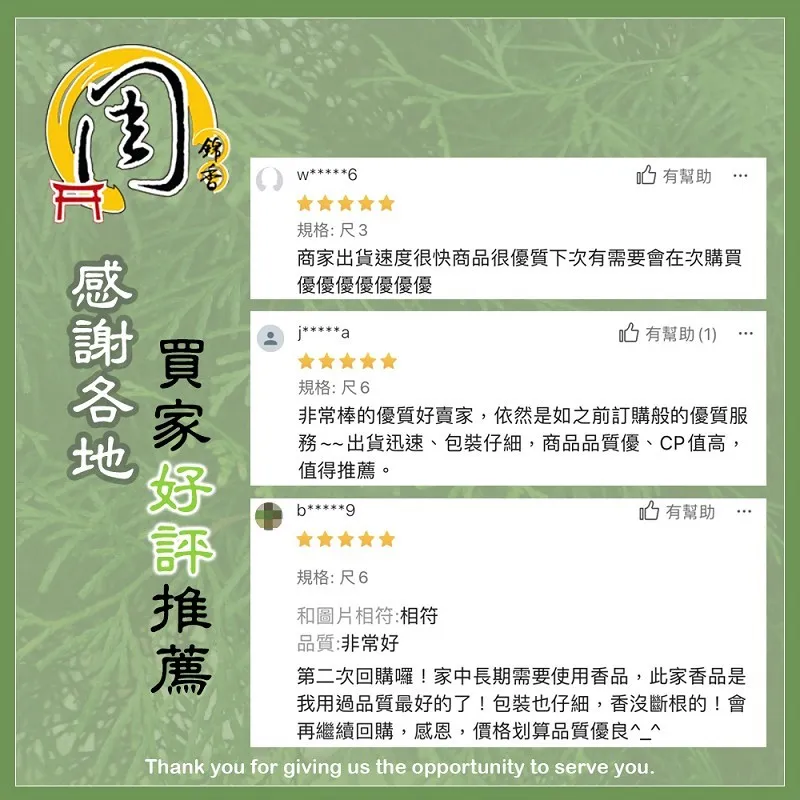 周
錦香
感謝各地
買家好評推薦
w*****6
有幫助
規格: 尺3
商家出貨速度很快商品很優質下次有需要會在次購買
優優優優優優優
j*****a
有幫助 (1)
規格: 尺6
非常棒的優質好賣家，依然是如之前訂購般的優質服
務~~出貨迅速、包裝仔細，商品品質優、CP值高，
值得推薦。
b*****9
有幫助
規格: 尺6
和圖片相符:相符
品質:非常好
第二次回購囉！家中長期需要使用香品，此家香品是
我用過品質最好的了！包裝也仔細，香沒斷根的！會
再繼續回購，感恩，價格划算品質優良^_^
Thank you for giving us the opportunity to serve you.